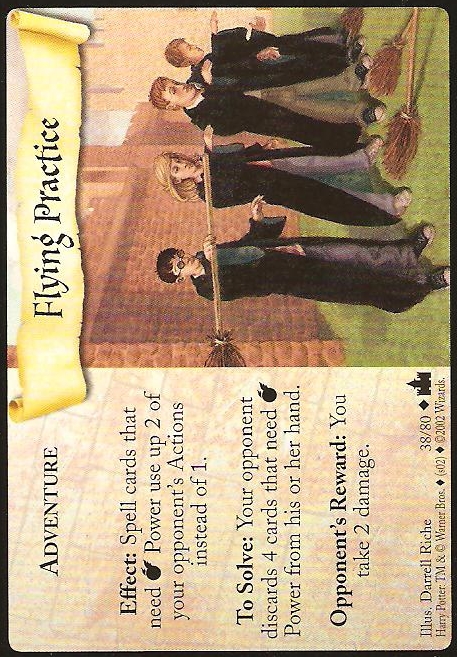 Flying Practice
ADVENTURE
Effect: Spell cards that
need Power use up 2 of
your opponent's Actions
instead of 1.
To Solve: Your opponent
discards 4 cards that need
Power from his or her hand.
Opponent's Reward: You
take 2 damage.
Illus. Darrell Riche 38/80 ◆
Harry Potter: TM & © Warner Bros. ◆ (s02) ◆ ©2002 Wizards.